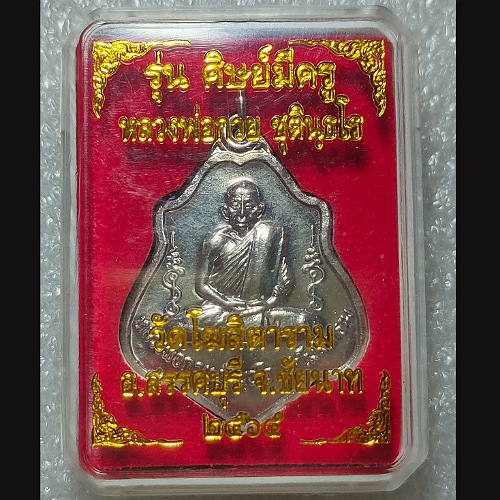 รุ่น ศิษย์มีครู
หลวงพ่อกวย ชุตินฺธโร
วัดโฆสิตาราม
อ.สรรคบุรี จ.ชัยนาท
๒๕๖๕